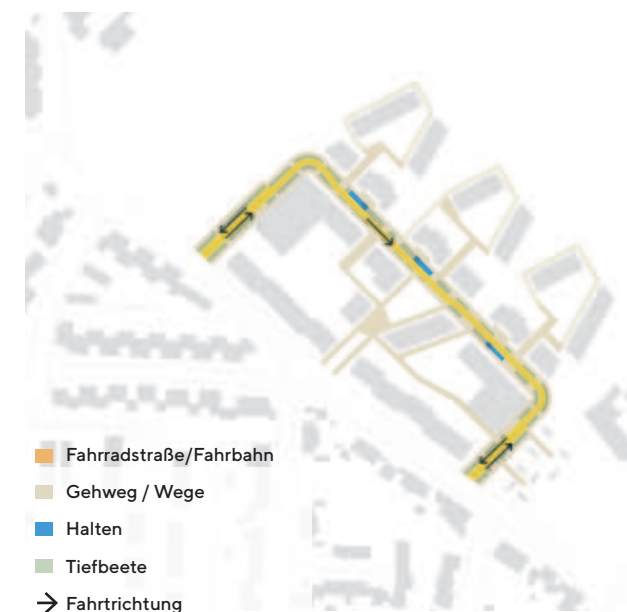 Fahrradstraße/Fahrbahn
Gehweg / Wege
Halten
Tiefbeete
Fahrtrichtung